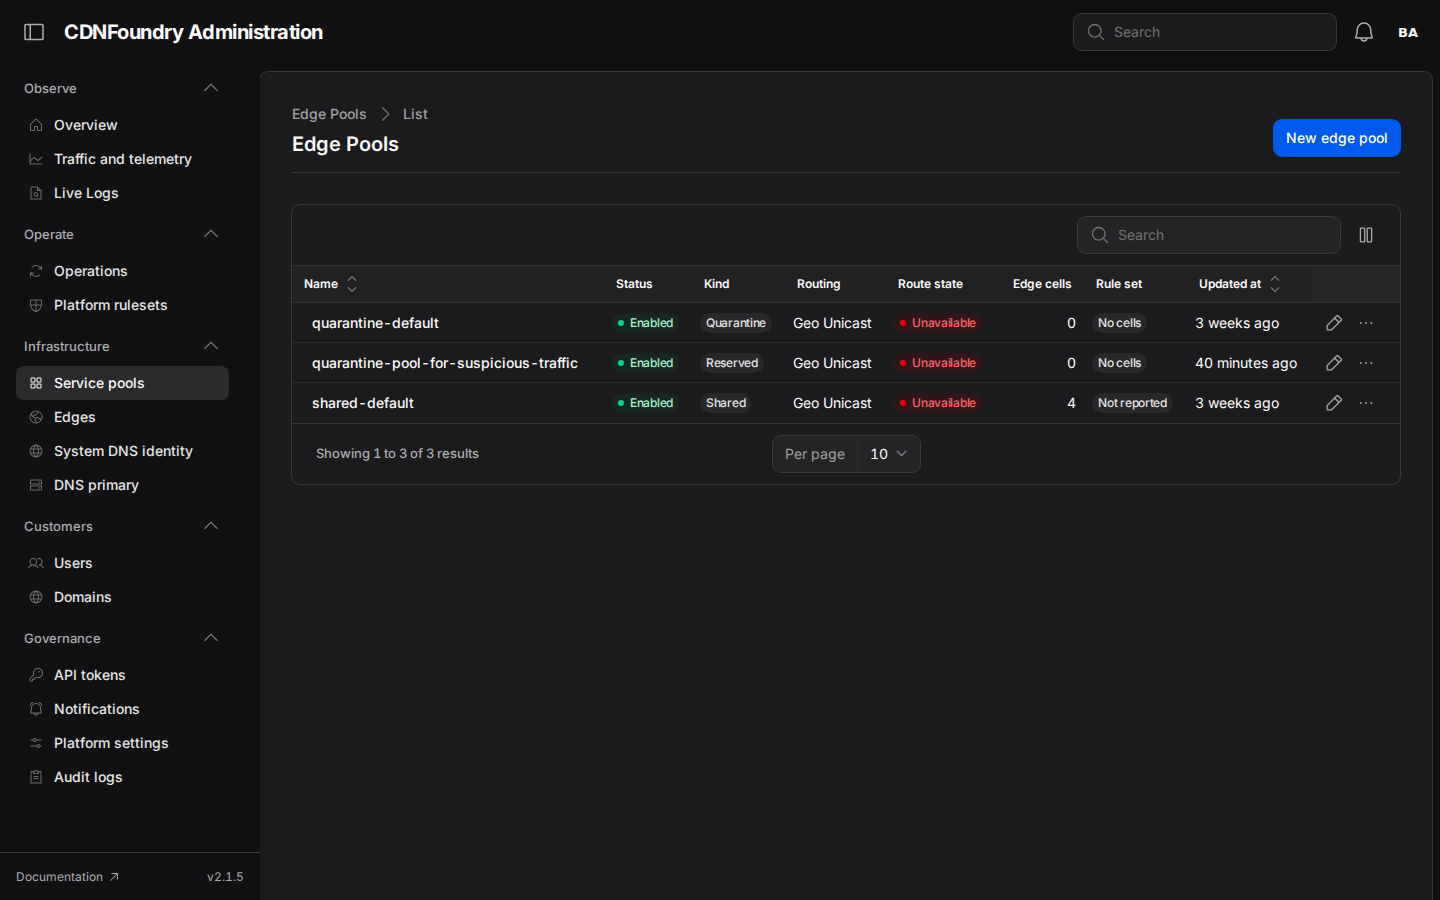 CDNFoundry Administration
Search
BA
Observe
Overview
Traffic and telemetry
Live Logs
Operate
Operations
Platform rulesets
Infrastructure
Service pools
Edges
System DNS identity
DNS primary
Customers
Users
Domains
Governance
API tokens
Notifications
Platform settings
Audit logs
Documentation
v2.1.5
Edge Pools
List
Edge Pools
New edge pool
Search
Name Status Kind Routing Route state Edge cells Rule set Updated at
quarantine-default Enabled Quarantine Geo Unicast Unavailable 0 No cells 3 weeks ago
quarantine-pool-for-suspicious-traffic Enabled Reserved Geo Unicast Unavailable 0 No cells 40 minutes ago
shared-default Enabled Shared Geo Unicast Unavailable 4 Not reported 3 weeks ago
Showing 1 to 3 of 3 results
Per page 10